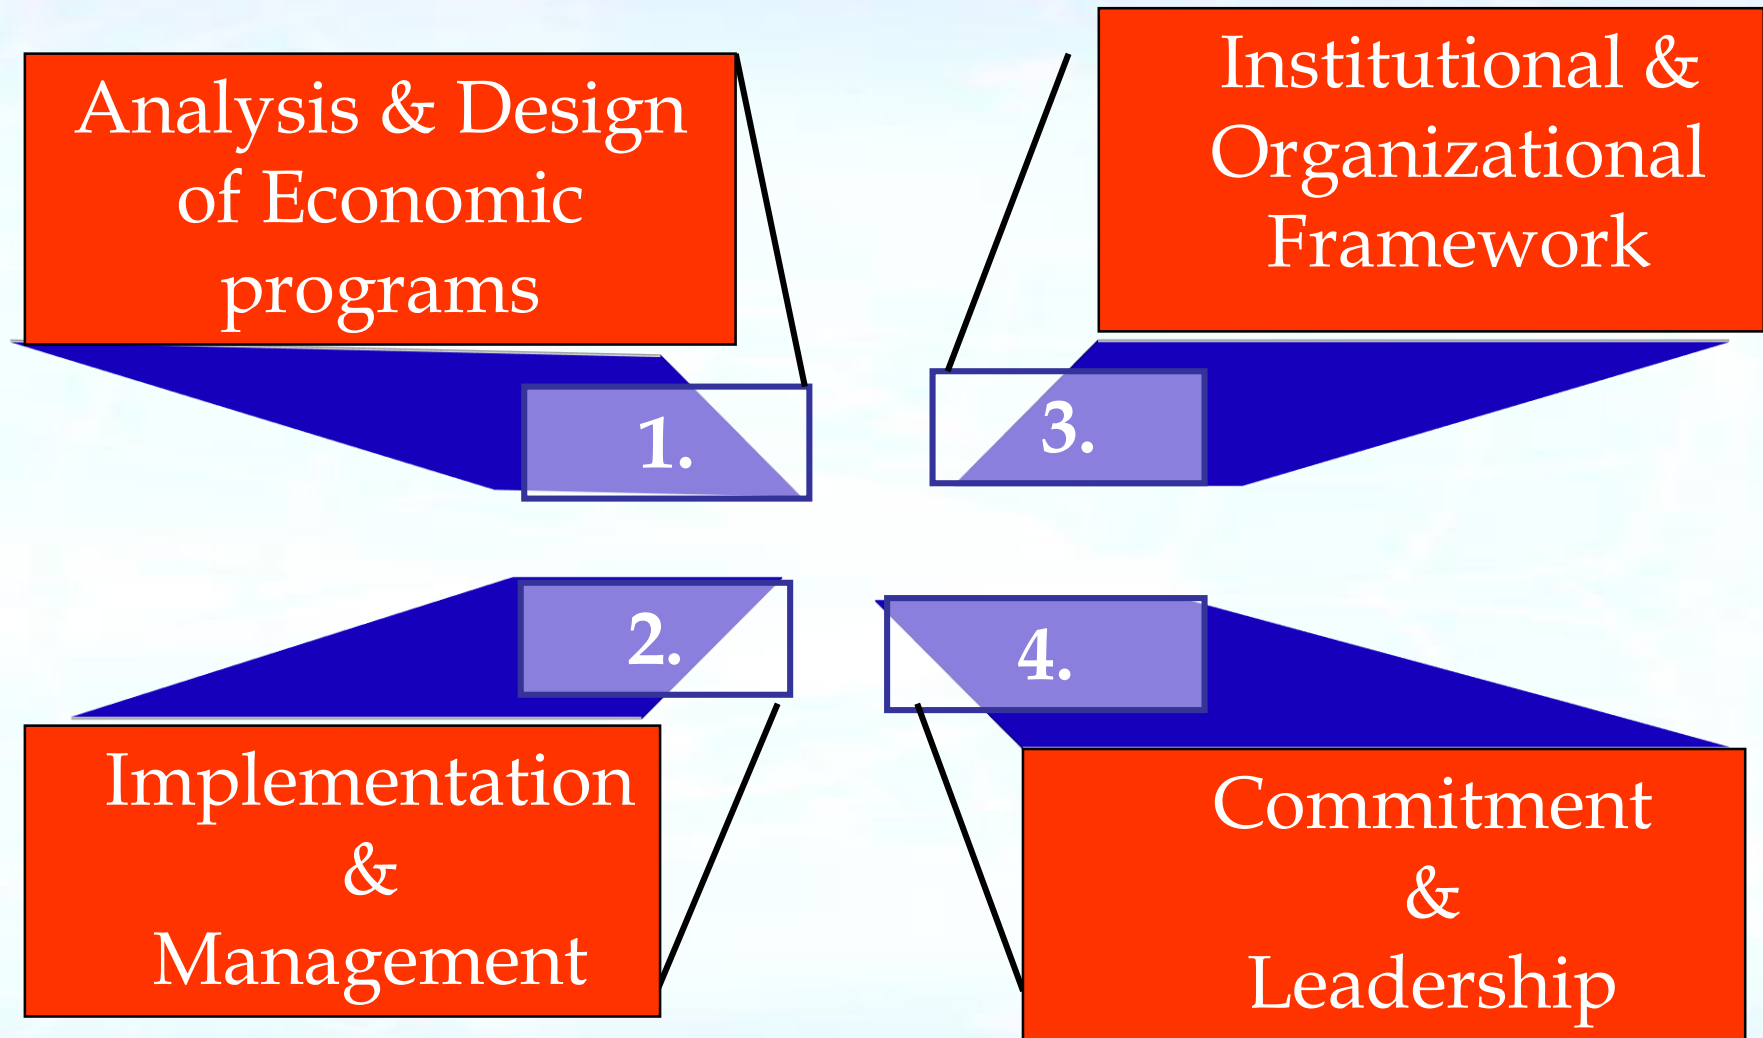 Analysis & Design
of Economic
programs
1.
Implementation
&
Management
2.
Institutional &
Organizational
Framework
3.
Commitment
&
Leadership
4.